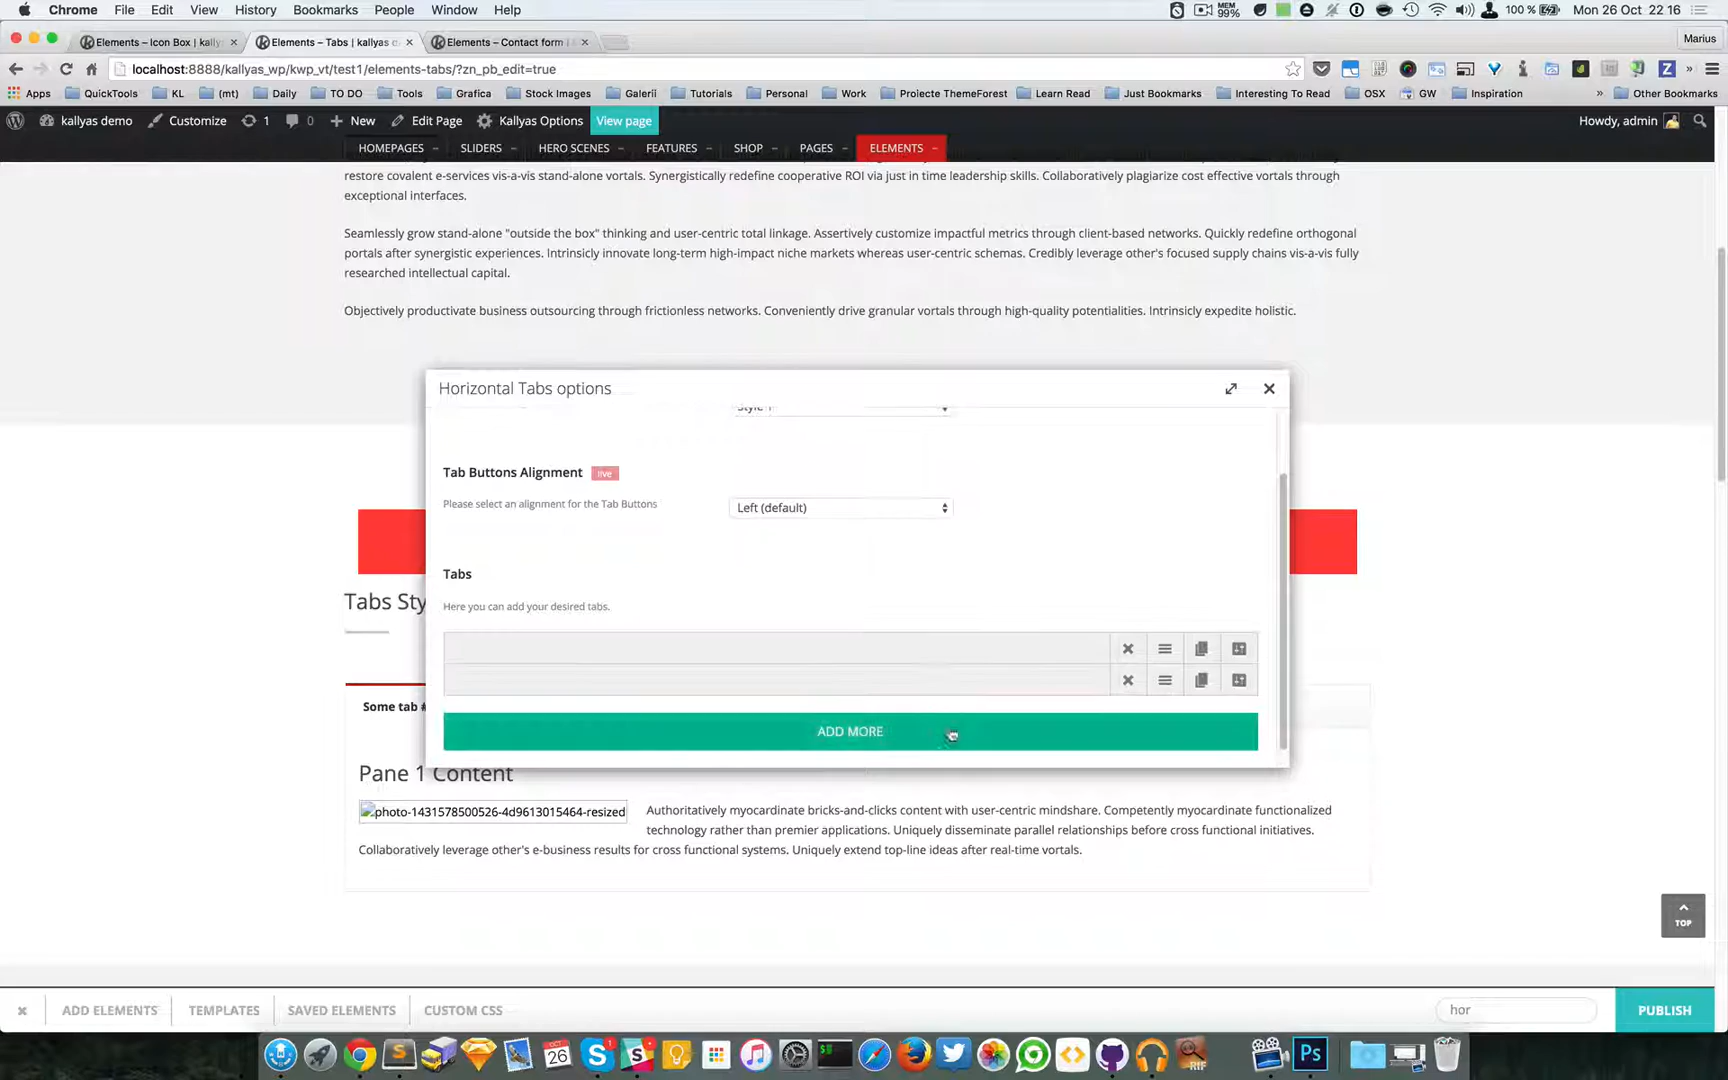 Chrome File Edit View History Bookmarks People Window Help
MEM 99% 100 % Mon 26 Oct 22 16
Elements – Icon Box | kally Elements – Tabs | kallyas Elements – Contact form |
Marius
localhost:8888/kallyas_wp/kwp_vt/test1/elements-tabs/?zn_pb_edit=true
Apps QuickTools KL (mt) Daily TO DO Tools Grafica Stock Images Galerii Tutorials Personal Work Proiecte ThemeForest Learn Read Just Bookmarks Interesting To Read OSX GW Inspiration » Other Bookmarks
kallyas demo Customize 1 0 New Edit Page Kallyas Options View page Howdy, admin
HOMEPAGES SLIDERS HERO SCENES FEATURES SHOP PAGES ELEMENTS
restore covalent e-services vis-a-vis stand-alone vortals. Synergistically redefine cooperative ROI via just in time leadership skills. Collaboratively plagiarize cost effective vortals through
exceptional interfaces.
Seamlessly grow stand-alone "outside the box" thinking and user-centric total linkage. Assertively customize impactful metrics through client-based networks. Quickly redefine orthogonal
portals after synergistic experiences. Intrinsicly innovate long-term high-impact niche markets whereas user-centric schemas. Credibly leverage other's focused supply chains vis-a-vis fully
researched intellectual capital.
Objectively productivate business outsourcing through frictionless networks. Conveniently drive granular vortals through high-quality potentialities. Intrinsicly expedite holistic.
Horizontal Tabs options
Style 1
Tab Buttons Alignment live
Please select an alignment for the Tab Buttons
Left (default)
Tabs
Here you can add your desired tabs.
Tabs Sty
ADD MORE
Some tab #
Pane 1 Content
photo-1431578500526-4d9613015464-resized
Authoritatively myocardinate bricks-and-clicks content with user-centric mindshare. Competently myocardinate functionalized
technology rather than premier applications. Uniquely disseminate parallel relationships before cross functional initiatives.
Collaboratively leverage other's e-business results for cross functional systems. Uniquely extend top-line ideas after real-time vortals.
TOP
ADD ELEMENTS TEMPLATES SAVED ELEMENTS CUSTOM CSS
hor
PUBLISH
OCT
26
1
Ps
RIF